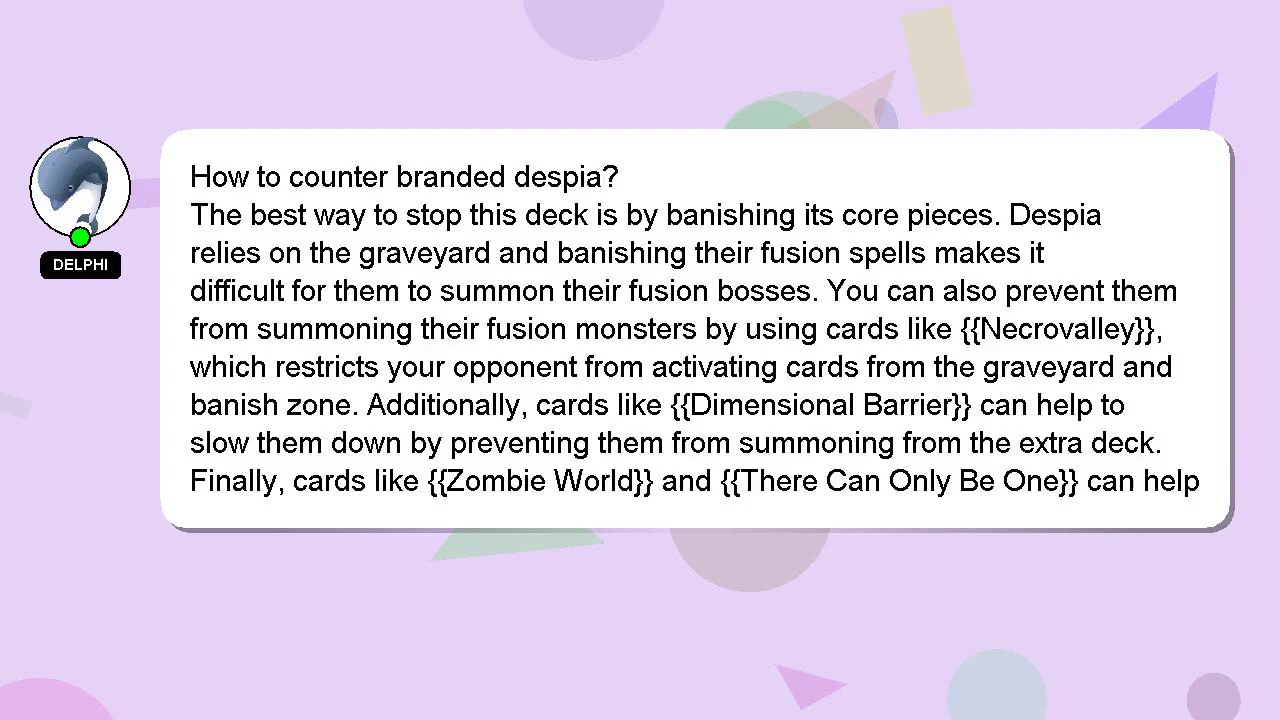 How to counter branded despia?
The best way to stop this deck is by banishing its core pieces. Despia
relies on the graveyard and banishing their fusion spells makes it
difficult for them to summon their fusion bosses. You can also prevent them
from summoning their fusion monsters by using cards like {{Necrovalley}},
which restricts your opponent from activating cards from the graveyard and
banish zone. Additionally, cards like {{Dimensional Barrier}} can help to
slow them down by preventing them from summoning from the extra deck.
Finally, cards like {{Zombie World}} and {{There Can Only Be One}} can help
DELPHI